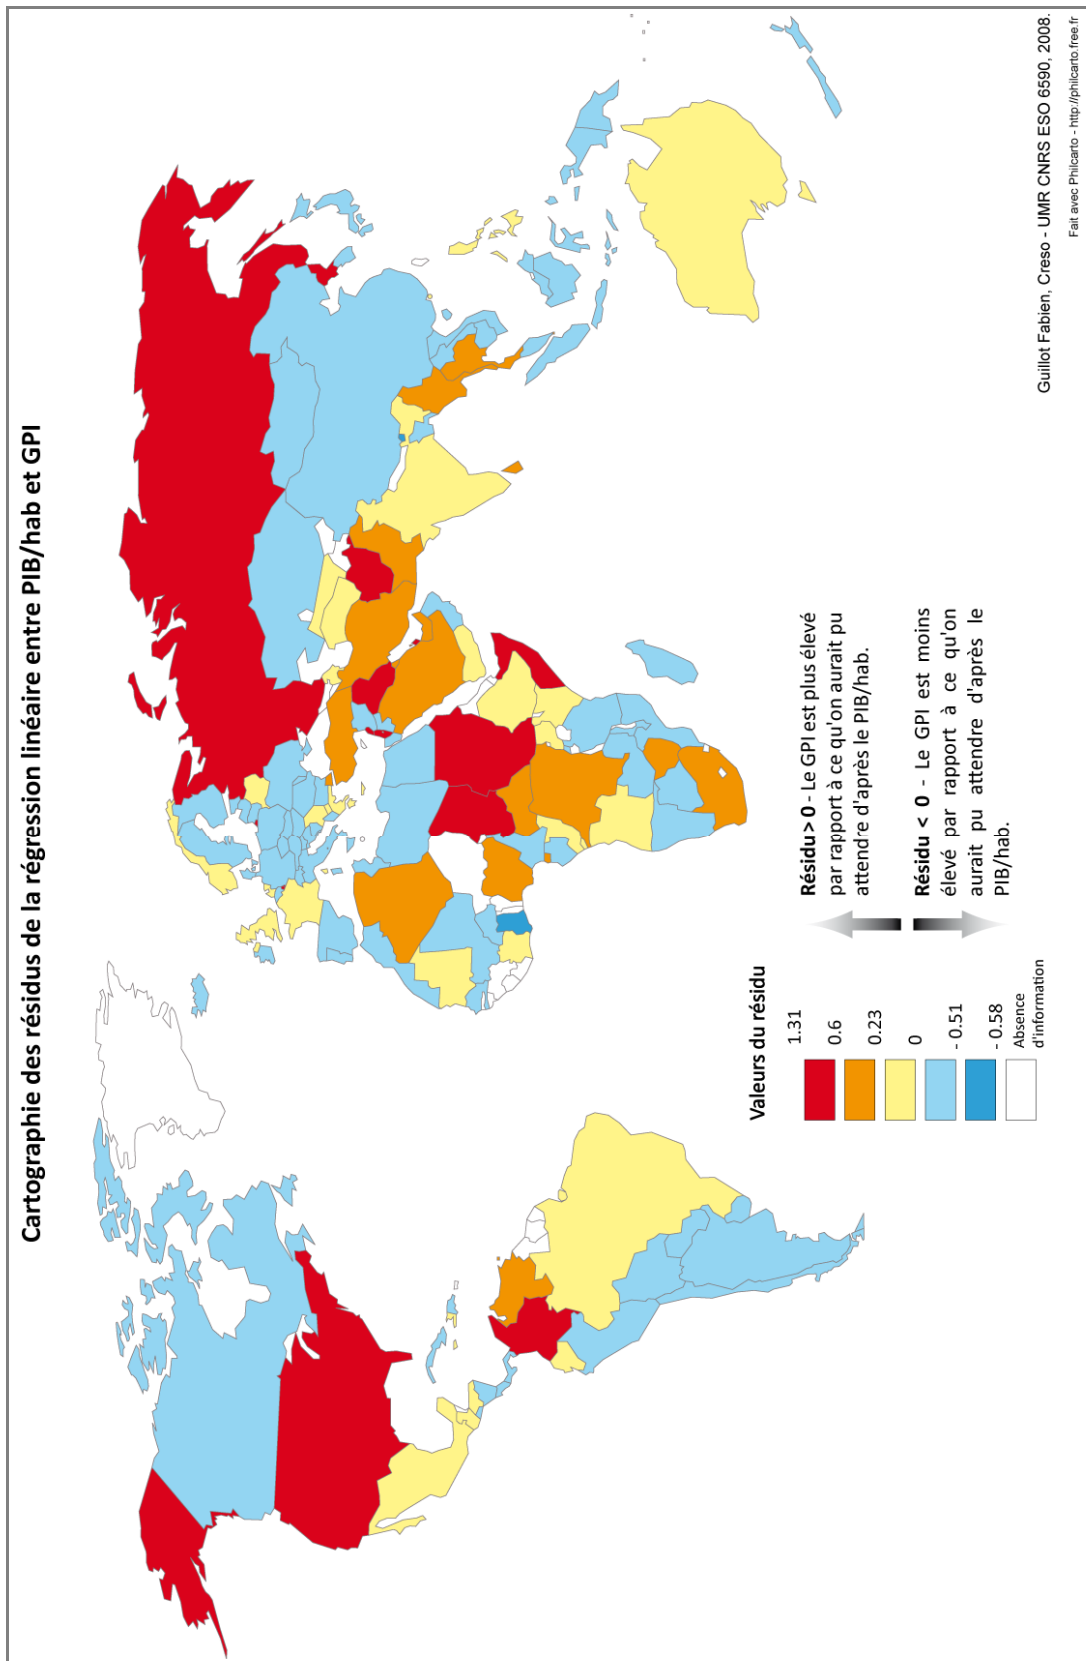 Cartographie des résidus de la régression linéaire entre PIB/hab et GPI
Valeurs du résidu
1.31
0.6
0.23
0
- 0.51
- 0.58
Absence
d'information
Résidu > 0 - Le GPI est plus élevé
par rapport à ce qu'on aurait pu
attendre d'après le PIB/hab.
Résidu < 0 - Le GPI est moins
élevé par rapport à ce qu'on
aurait pu attendre d'après le
PIB/hab.
Guillot Fabien, Creso - UMR CNRS ESO 6590, 2008.
Fait avec Philcarto - http://philcarto.free.fr